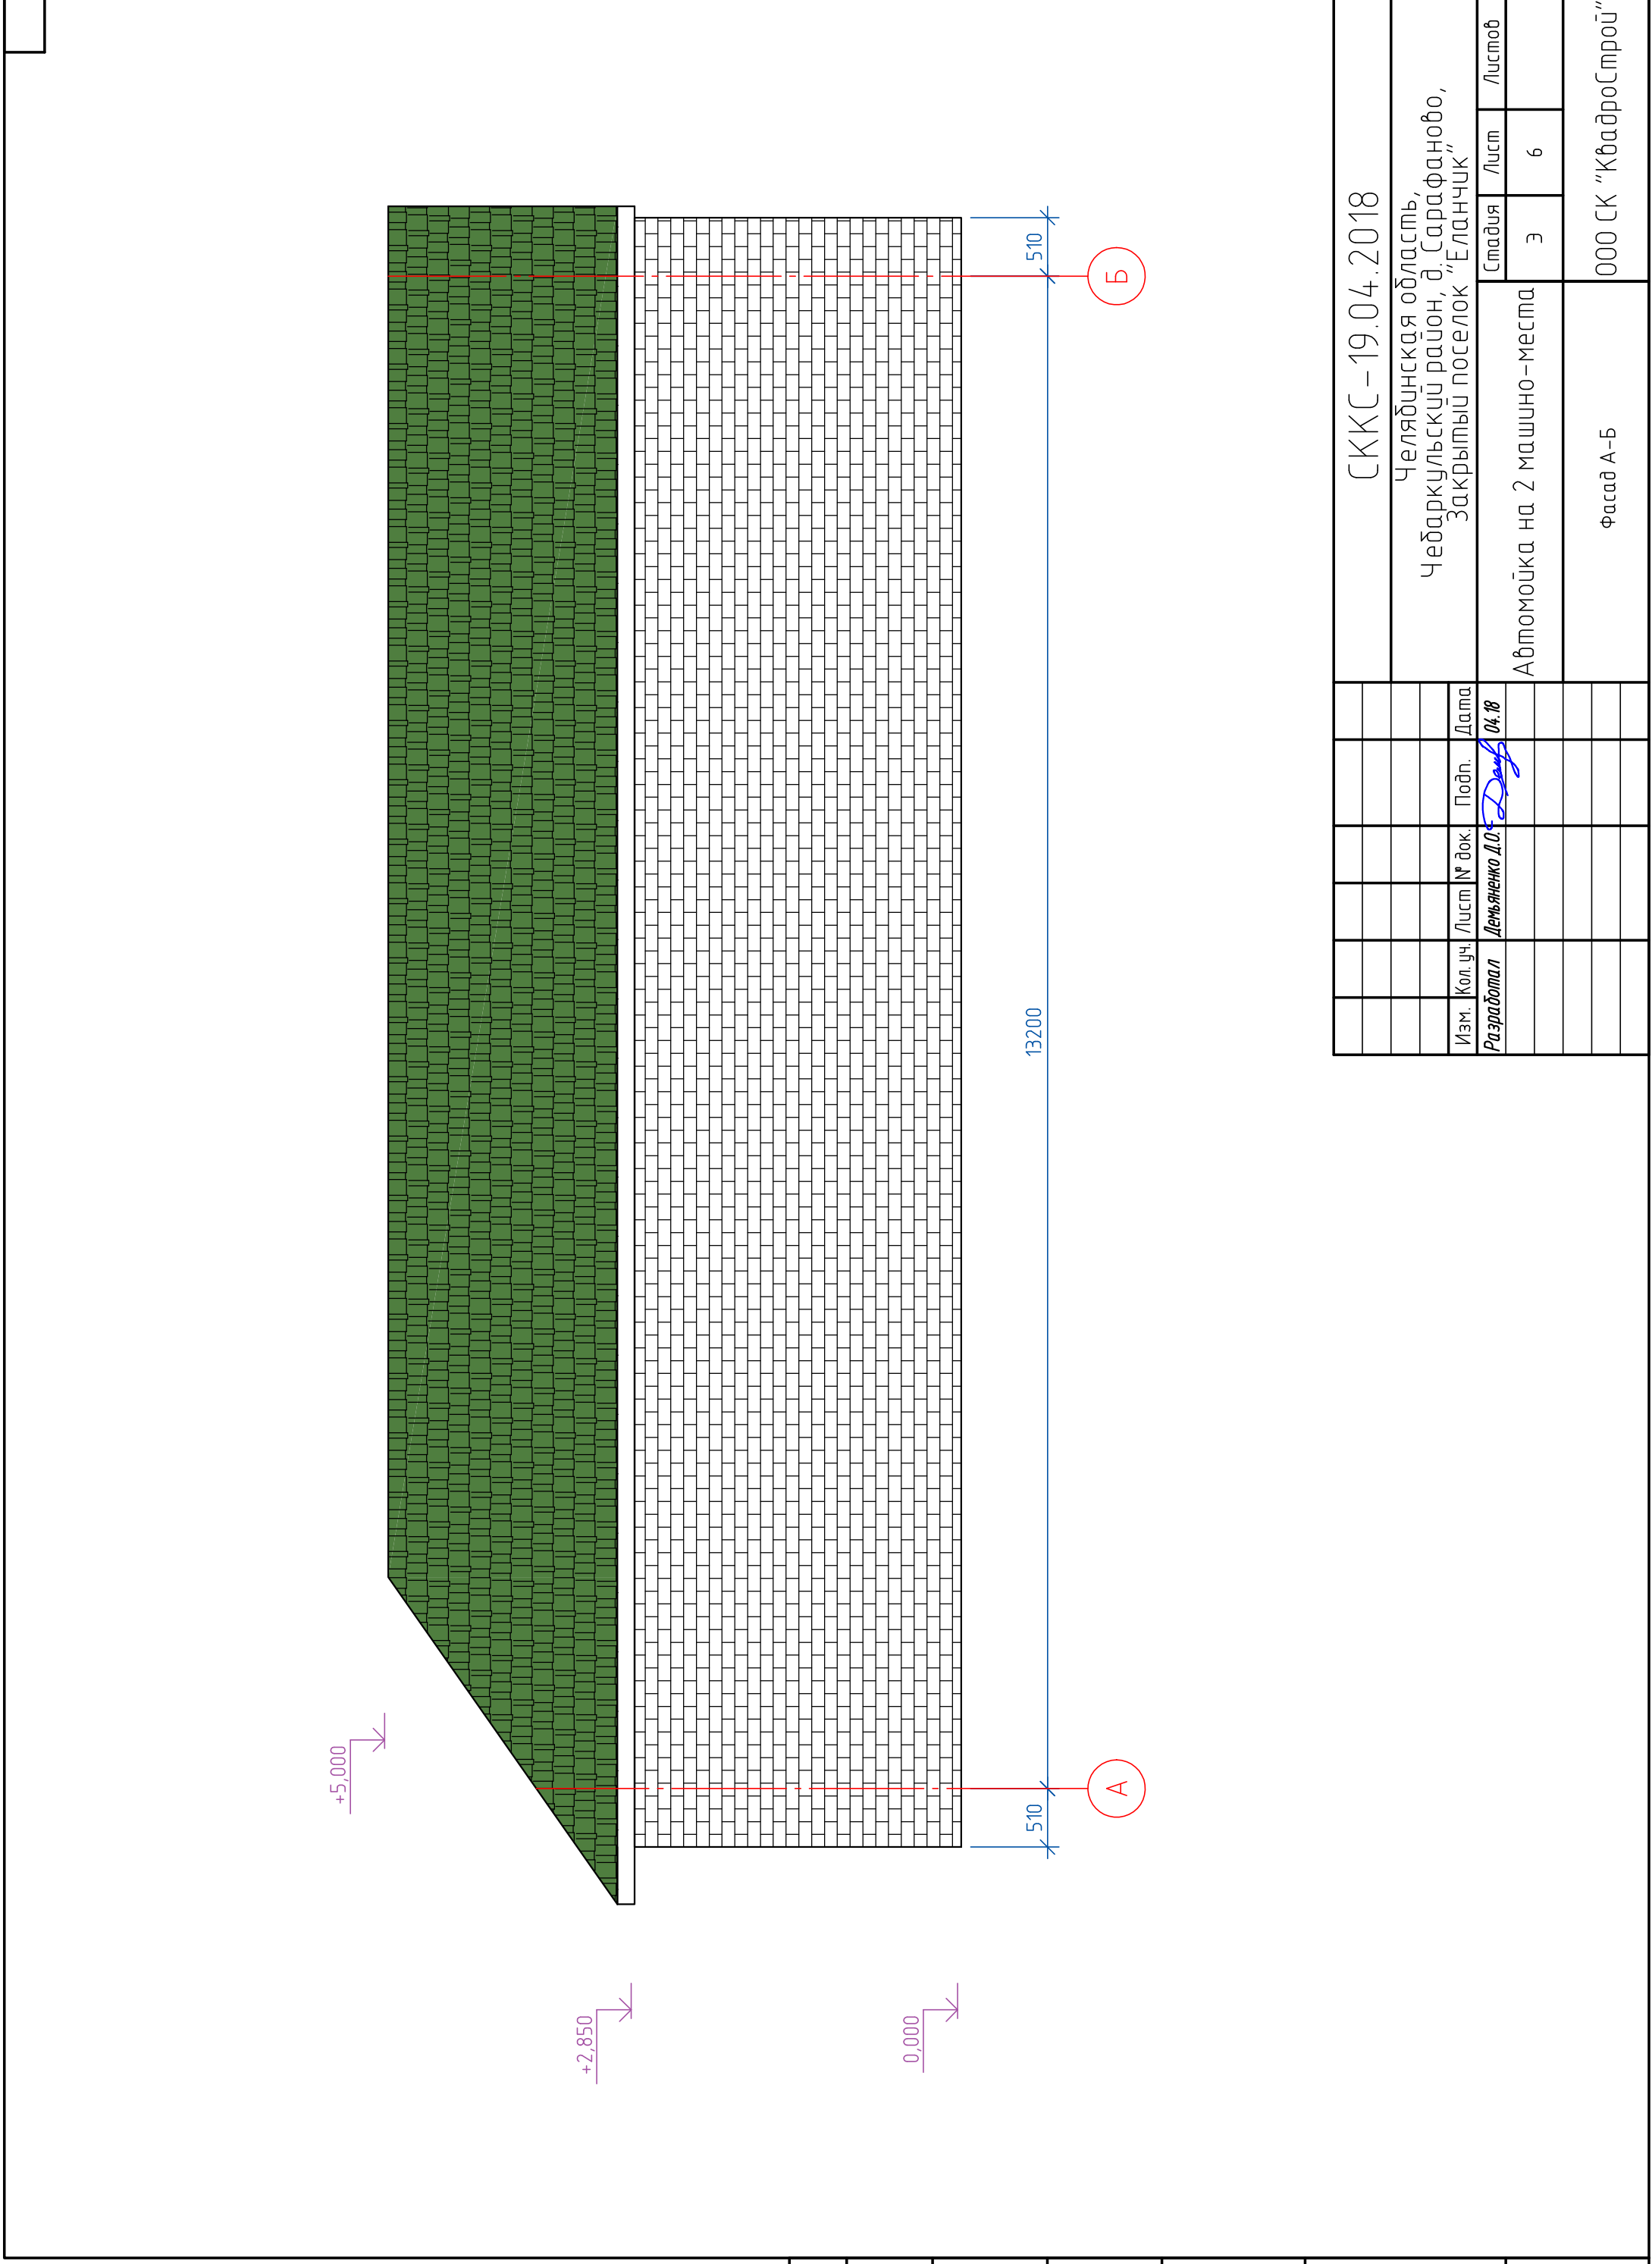 +5,000
+2,850
0,000
510
13200
510
А
Б
СККС-19.04.2018
Челябинская область,
Чебаркульский район, д.Сарафаново,
Закрытый поселок "Еланчик"
Изм.
Кол. уч.
Лист
№ док.
Подп.
Дата
Разработал
Демьяненко Д.О.
04.18
Автомойка на 2 машино-места
Стадия
Лист
Листов
Э
6
Фасад А-Б
ООО СК "КвадроСтрой"